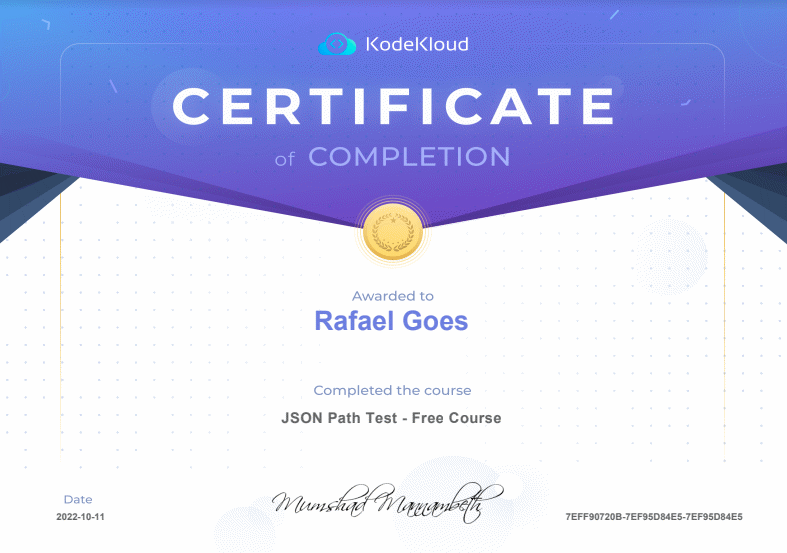 KodeKloud
CERTIFICATE
of COMPLETION
Awarded to
Rafael Goes
Completed the course
JSON Path Test - Free Course
Mumshad Mannambeth
Date
2022-10-11
7EFF90720B-7EF95D84E5-7EF95D84E5